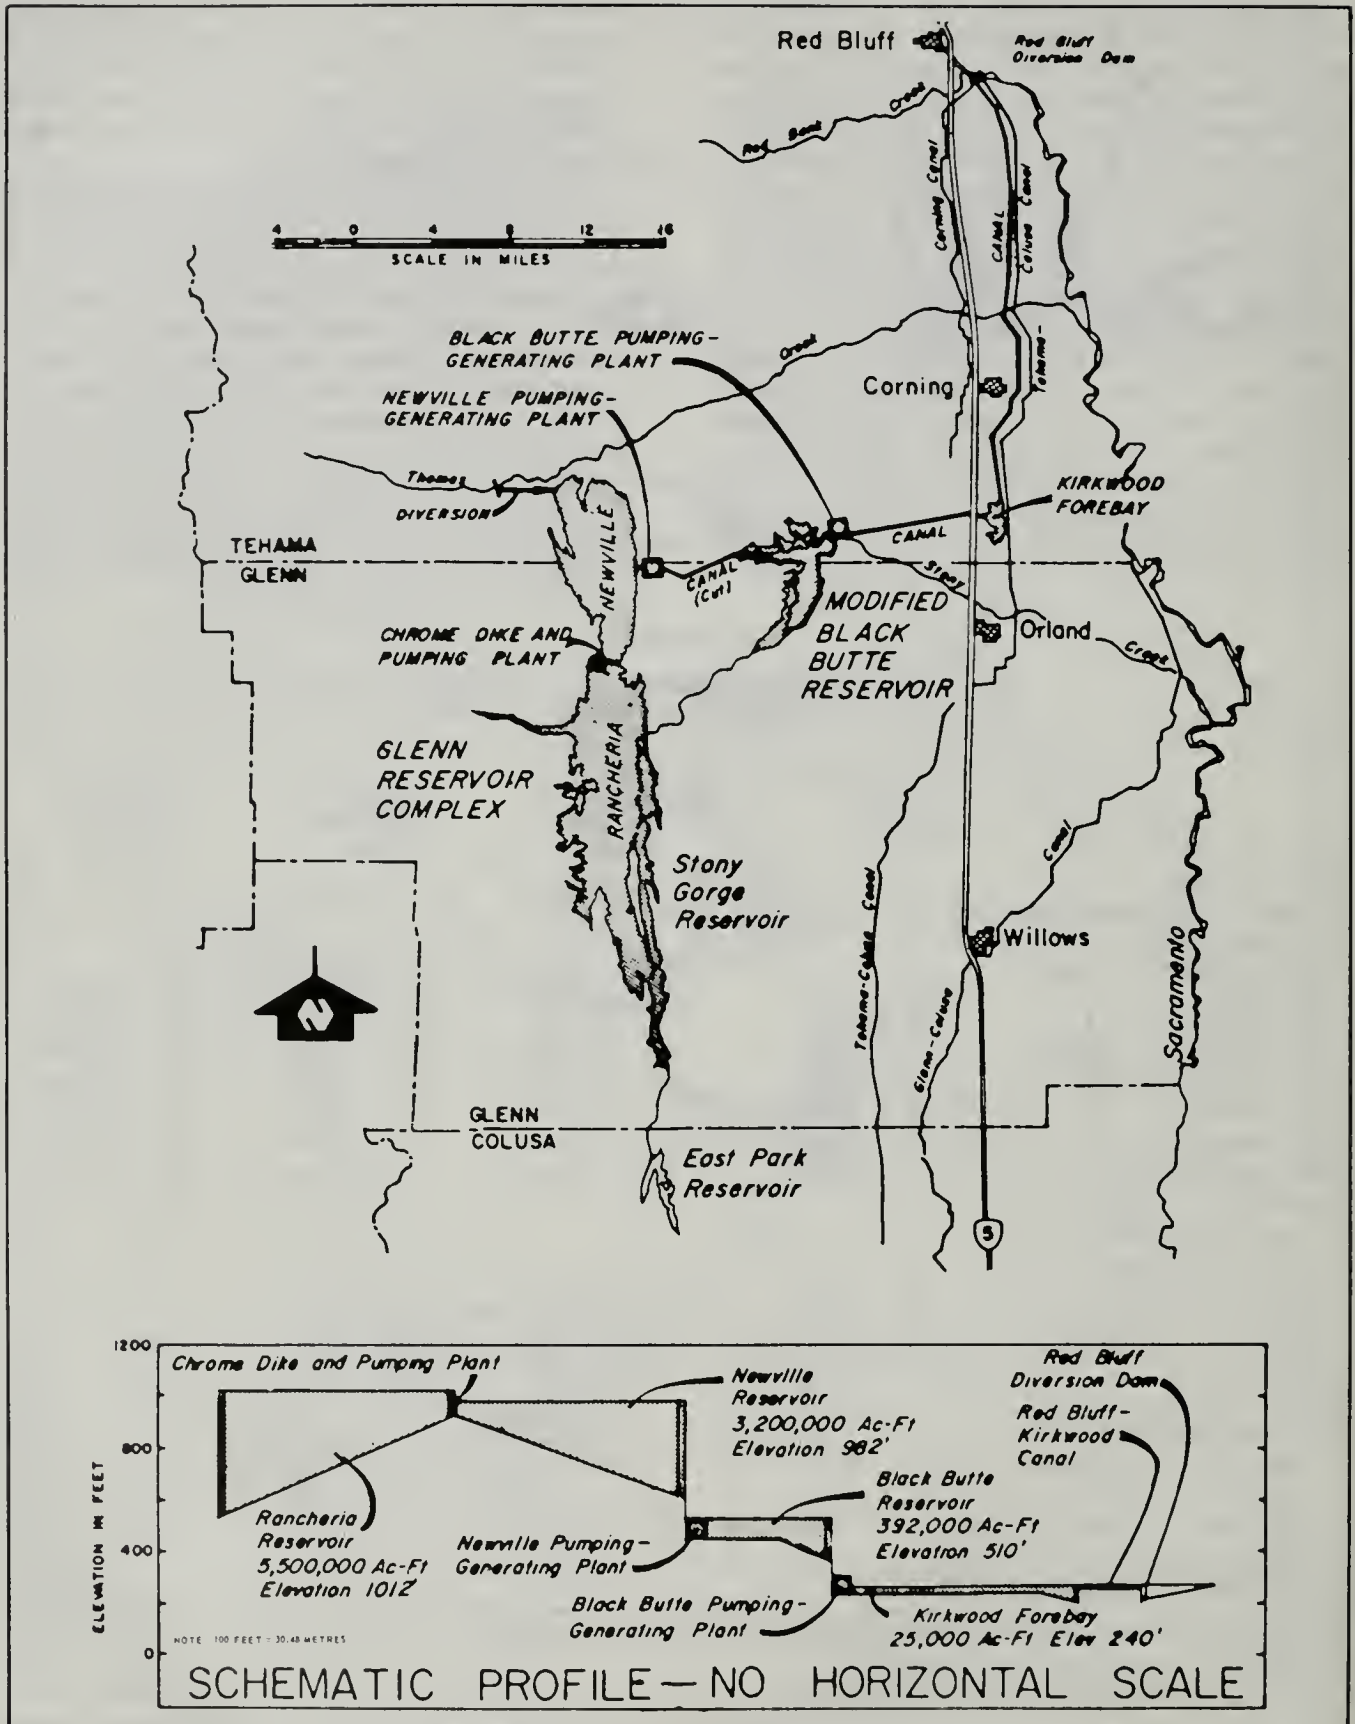 Red Bluff
Red Bluff
Diversion Dam
Red Bank Creek
Corning Canal
CANAL
Tehama-
Colusa Canal
4 0 4 8 12 16
SCALE IN MILES
BLACK BUTTE PUMPING-
GENERATING PLANT
Creek
Corning
NEWVILLE PUMPING-
GENERATING PLANT
Thomes
DIVERSION
NEWVILLE
KIRKWOOD
FOREBAY
CANAL
TEHAMA
GLENN
CANAL
(Cut)
Stony
MODIFIED
BLACK
BUTTE
RESERVOIR
Orland
Creek
CHROME DIKE AND
PUMPING PLANT
GLENN
RESERVOIR
COMPLEX
RANCHERIA
Stony
Gorge
Reservoir
Canal
Tehama-Colusa Canal
Willows
Glenn-Colusa
Sacramento
N
GLENN
COLUSA
East Park
Reservoir
5
1200
800
400
0
ELEVATION IN FEET
Chrome Dike and Pumping Plant
Newville
Reservoir
3,200,000 Ac-Ft
Elevation 982'
Red Bluff
Diversion Dam
Red Bluff-
Kirkwood
Canal
Black Butte
Reservoir
392,000 Ac-Ft
Elevation 510'
Rancheria
Reservoir
5,500,000 Ac-Ft
Elevation 1012'
Newville Pumping-
Generating Plant
Black Butte Pumping-
Generating Plant
Kirkwood Forebay
25,000 Ac-Ft Elev 240'
NOTE 100 FEET = 30.48 METRES
SCHEMATIC PROFILE—NO HORIZONTAL SCALE